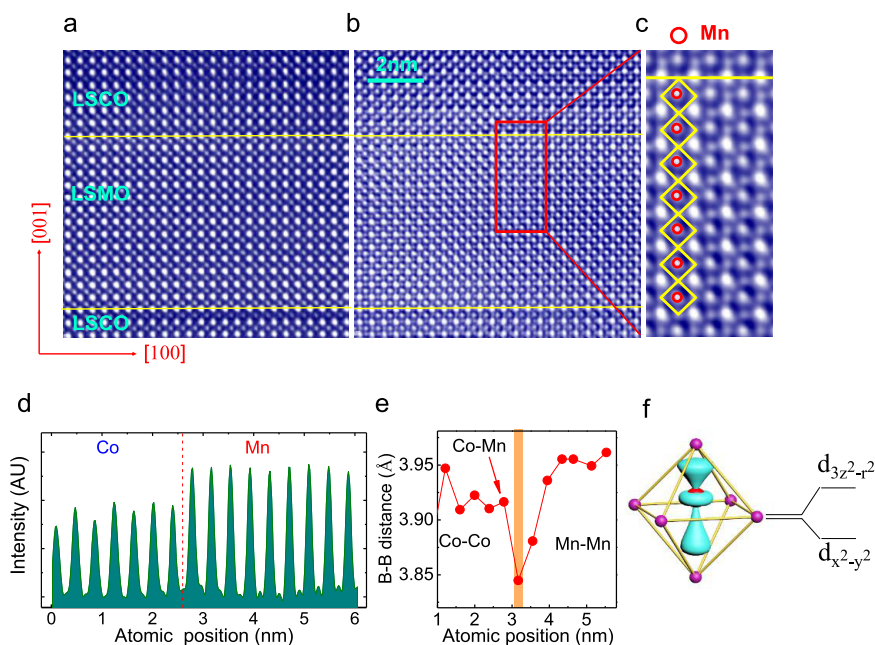 a
b
c
Mn
LSCO
LSMO
LSCO
2nm
[001]
[100]
d
Co
Mn
Intensity (AU)
0 1 2 3 4 5 6
Atomic position (nm)
e
Co-Mn
Co-Co
Mn-Mn
B-B distance (Å)
3.95
3.90
3.85
1 2 3 4 5
Atomic position (nm)
f
d3z²-r²
dx²-y²